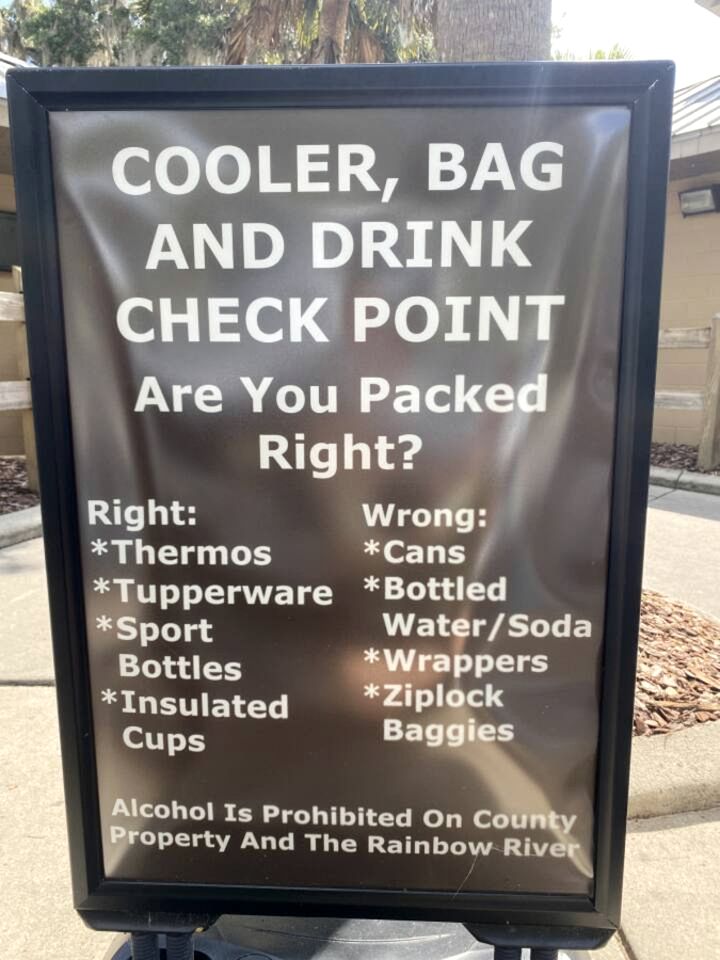 COOLER, BAG
AND DRINK
CHECK POINT
Are You Packed
Right?
Right:
*Thermos
*Tupperware
*Sport
Bottles
*Insulated
Cups
Wrong:
*Cans
*Bottled
Water/Soda
*Wrappers
*Ziplock
Baggies
Alcohol Is Prohibited On County
Property And The Rainbow River